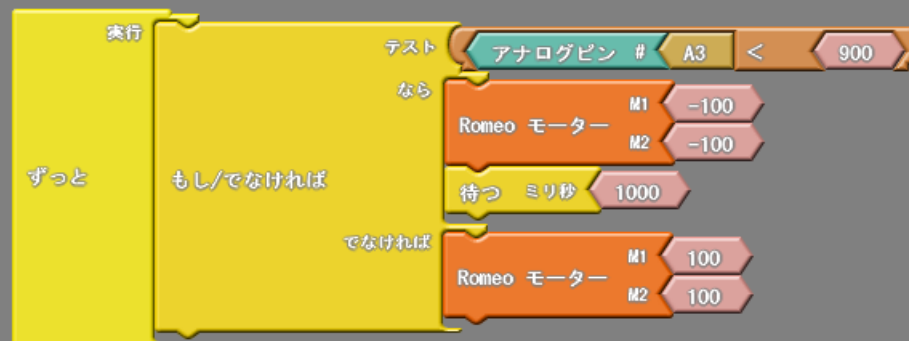 実行
テスト アナログピン # A3 < 900
なら
Romeo モーター M1 -100
M2 -100
ずっと もし/でなければ
待つ ミリ秒 1000
でなければ
Romeo モーター M1 100
M2 100